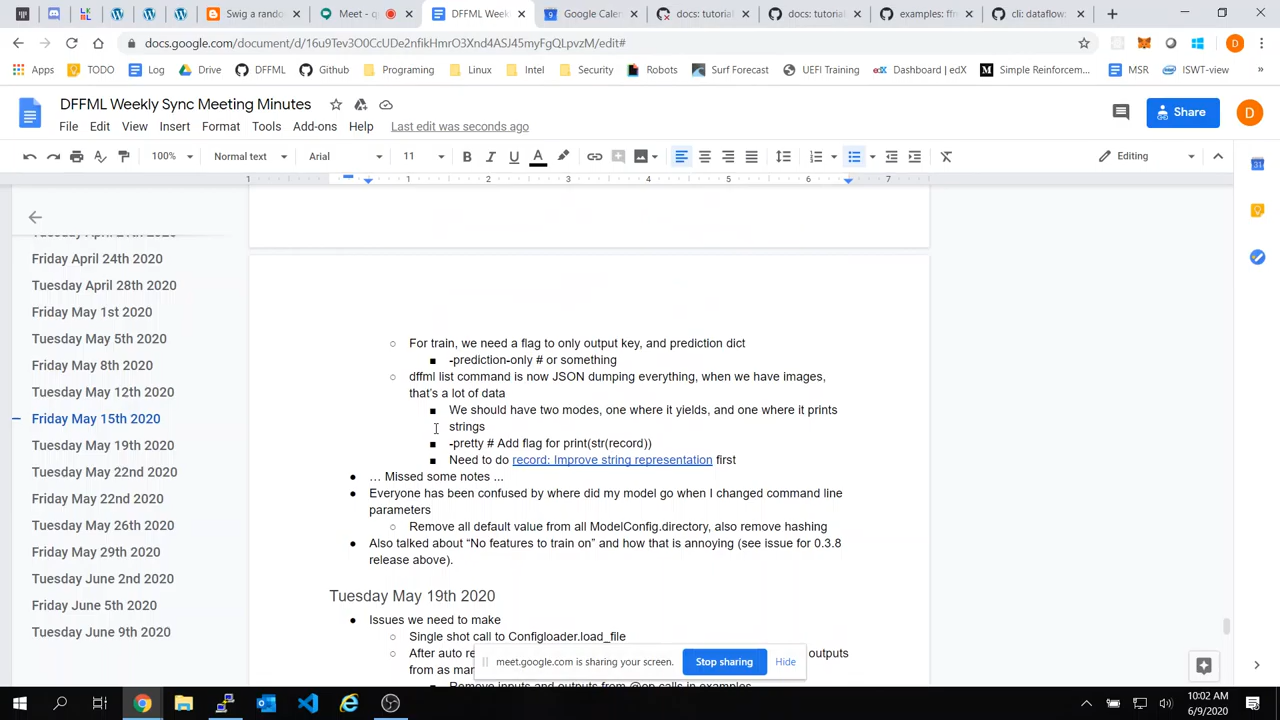 Swig a rando
Meet - q
DFFML Week
Google Caler
docs: tutorial
docs: tutorial
examples: ffm
cli: dataflow:
docs.google.com/document/d/16u9Tev3O0CcUDe2nfikHmrO3Xnd4ASJ45myFgQLpvzM/edit#
Apps TODO Log Drive DFFML Github Programing Linux Intel Security Robots Surf Forecast UEFI Training Dashboard | edX Simple Reinforcem... MSR ISWT-view »
DFFML Weekly Sync Meeting Minutes
Share
D
File Edit View Insert Format Tools Add-ons Help Last edit was seconds ago
100% Normal text Arial 11 B I U A Editing
1 1 2 3 4 5 6 7
Friday April 24th 2020
Tuesday April 28th 2020
Friday May 1st 2020
Tuesday May 5th 2020
Friday May 8th 2020
Tuesday May 12th 2020
Friday May 15th 2020
Tuesday May 19th 2020
Tuesday May 22nd 2020
Friday May 22nd 2020
Tuesday May 26th 2020
Friday May 29th 2020
Tuesday June 2nd 2020
Friday June 5th 2020
Tuesday June 9th 2020
For train, we need a flag to only output key, and prediction dict
-prediction-only # or something
dffml list command is now JSON dumping everything, when we have images,
that's a lot of data
We should have two modes, one where it yields, and one where it prints
strings
-pretty # Add flag for print(str(record))
Need to do record: Improve string representation first
… Missed some notes ...
Everyone has been confused by where did my model go when I changed command line
parameters
Remove all default value from all ModelConfig.directory, also remove hashing
Also talked about “No features to train on” and how that is annoying (see issue for 0.3.8
release above).
Tuesday May 19th 2020
Issues we need to make
Single shot call to Configloader.load_file
After auto re
outputs
from as mar
Remove inputs and outputs from @op calls in examples
meet.google.com is sharing your screen. Stop sharing Hide
10:02 AM
6/9/2020